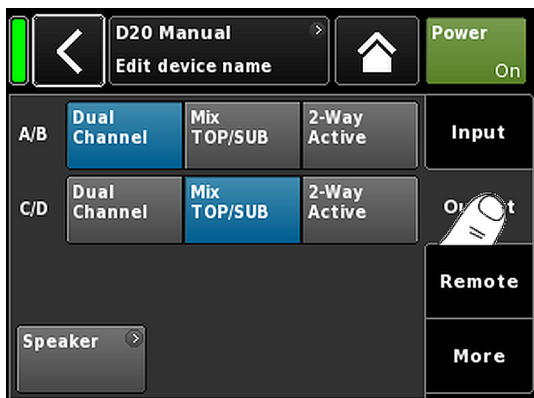 D20 Manual
Edit device name
Power
On
A/B
Dual
Channel
Mix
TOP/SUB
2-Way
Active
Input
C/D
Dual
Channel
Mix
TOP/SUB
2-Way
Active
Remote
Speaker
More